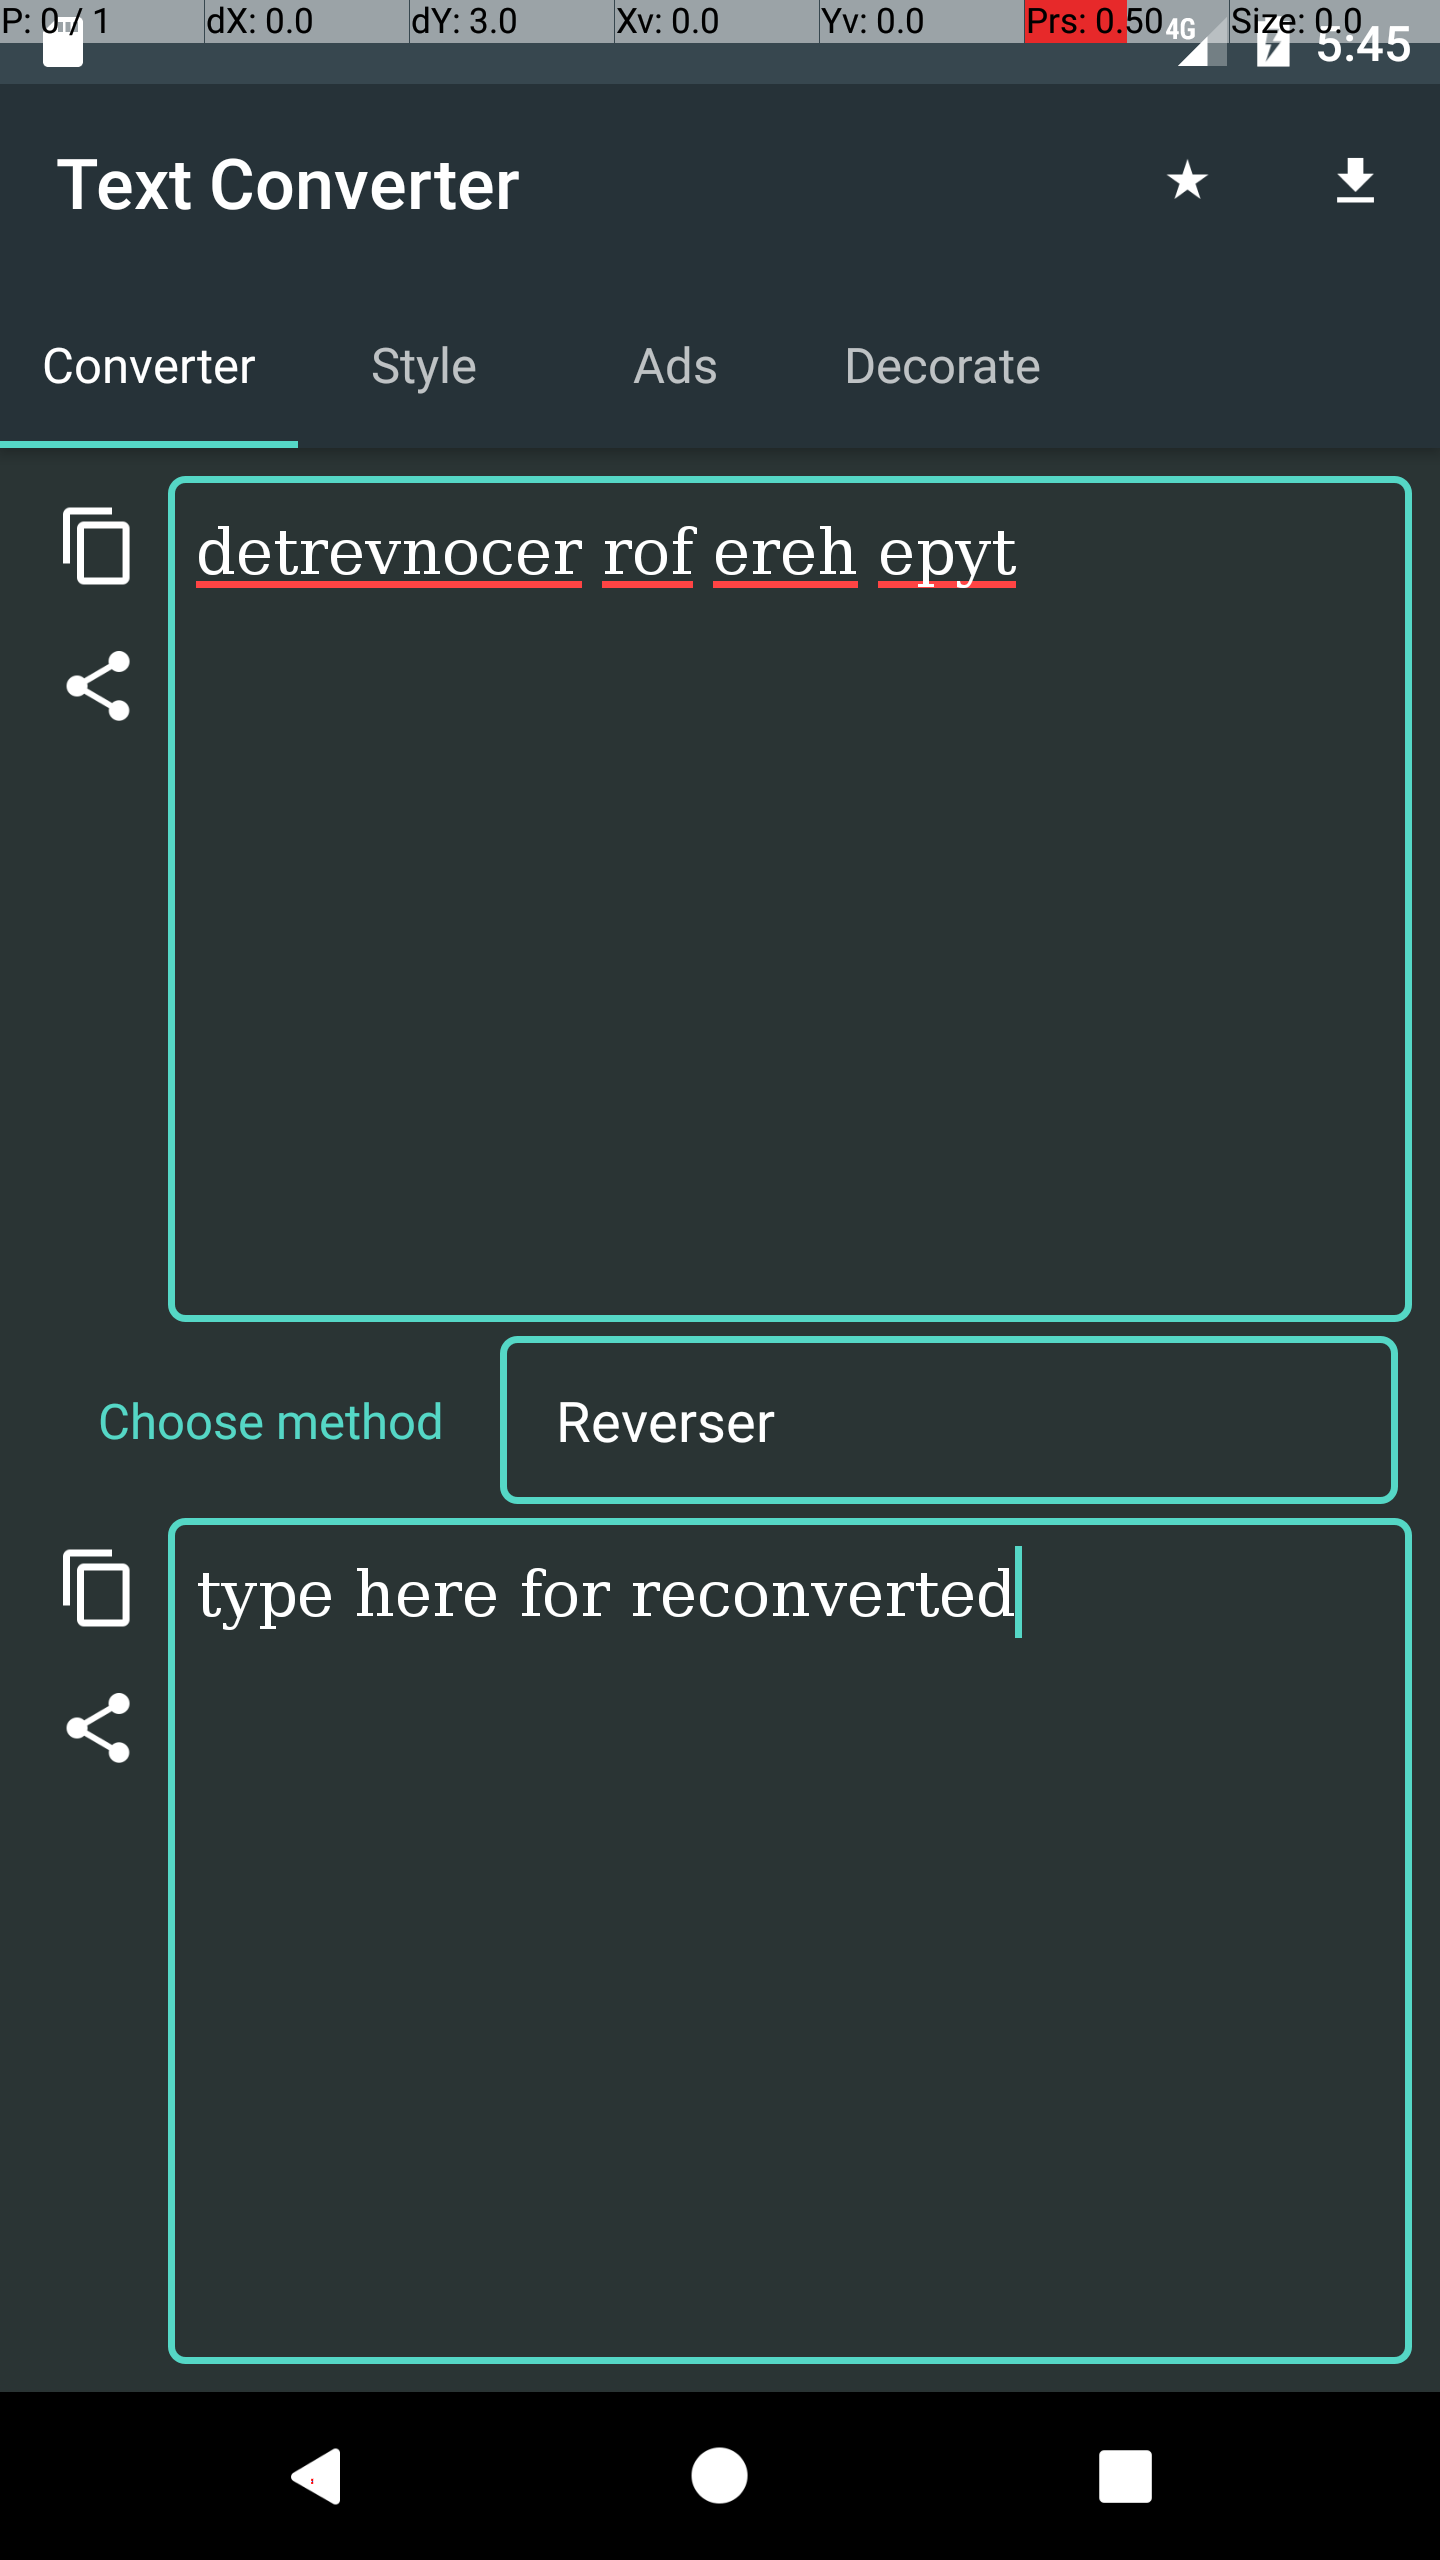 P: 0 / 1 dX: 0.0 dY: 3.0 Xv: 0.0 Yv: 0.0 Prs: 0.50 Size: 0.0
4G 5:45
Text Converter
Converter Style Ads Decorate
detrevnocer rof ereh epyt
Choose method Reverser
type here for reconverted